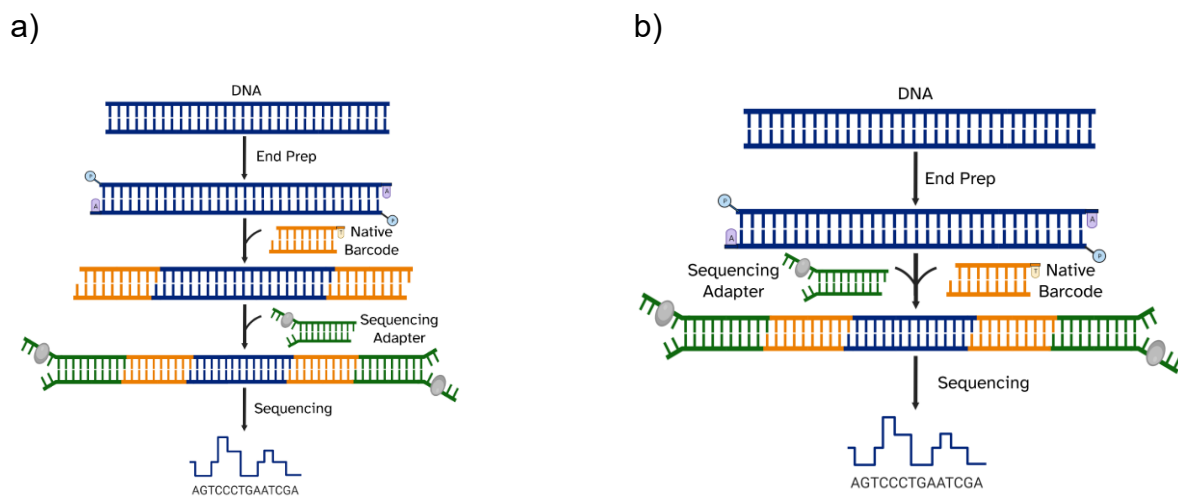 a)
DNA
End Prep
P
A
A
P
T
Native
Barcode
Sequencing
Adapter
Sequencing
AGTCCCTGAATCGA
b)
DNA
End Prep
P
A
A
P
Sequencing
Adapter
T
Native
Barcode
Sequencing
AGTCCCTGAATCGA